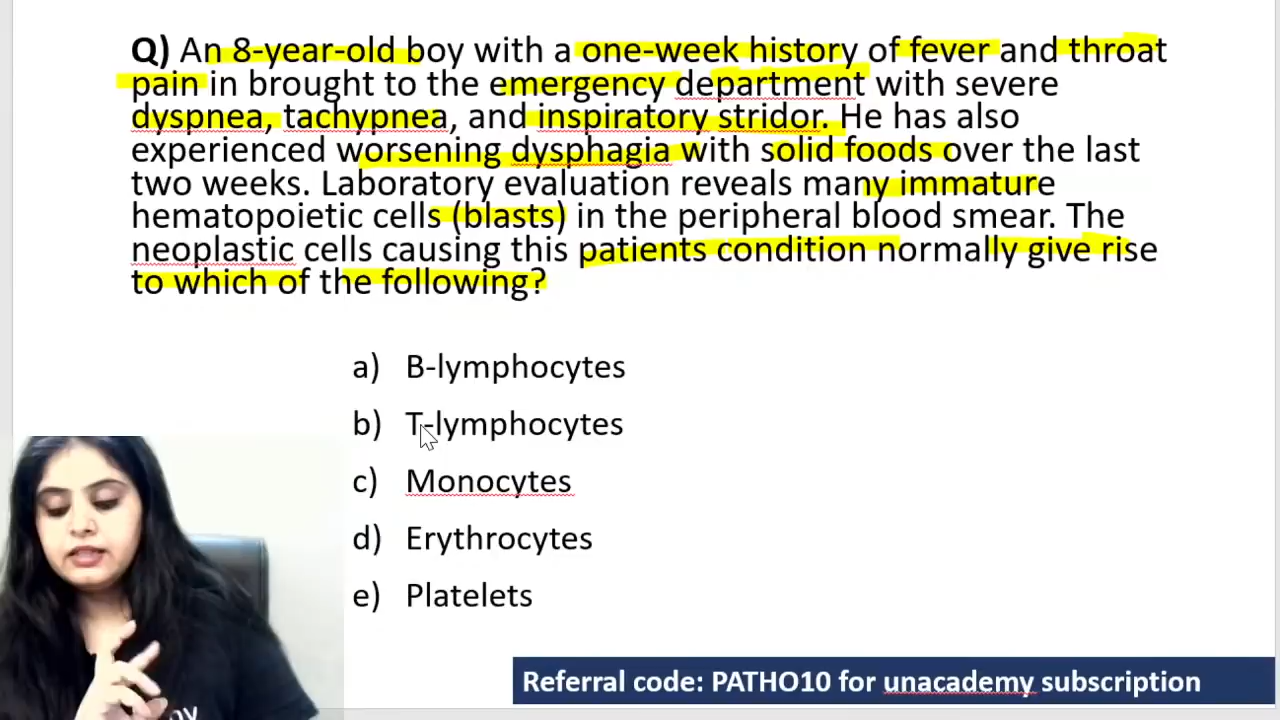 Q) An 8-year-old boy with a one-week history of fever and throat
pain in brought to the emergency department with severe
dyspnea, tachypnea, and inspiratory stridor. He has also
experienced worsening dysphagia with solid foods over the last
two weeks. Laboratory evaluation reveals many immature
hematopoietic cells (blasts) in the peripheral blood smear. The
neoplastic cells causing this patients condition normally give rise
to which of the following?
a) B-lymphocytes
b) T-lymphocytes
c) Monocytes
d) Erythrocytes
e) Platelets
Referral code: PATHO10 for unacademy subscription